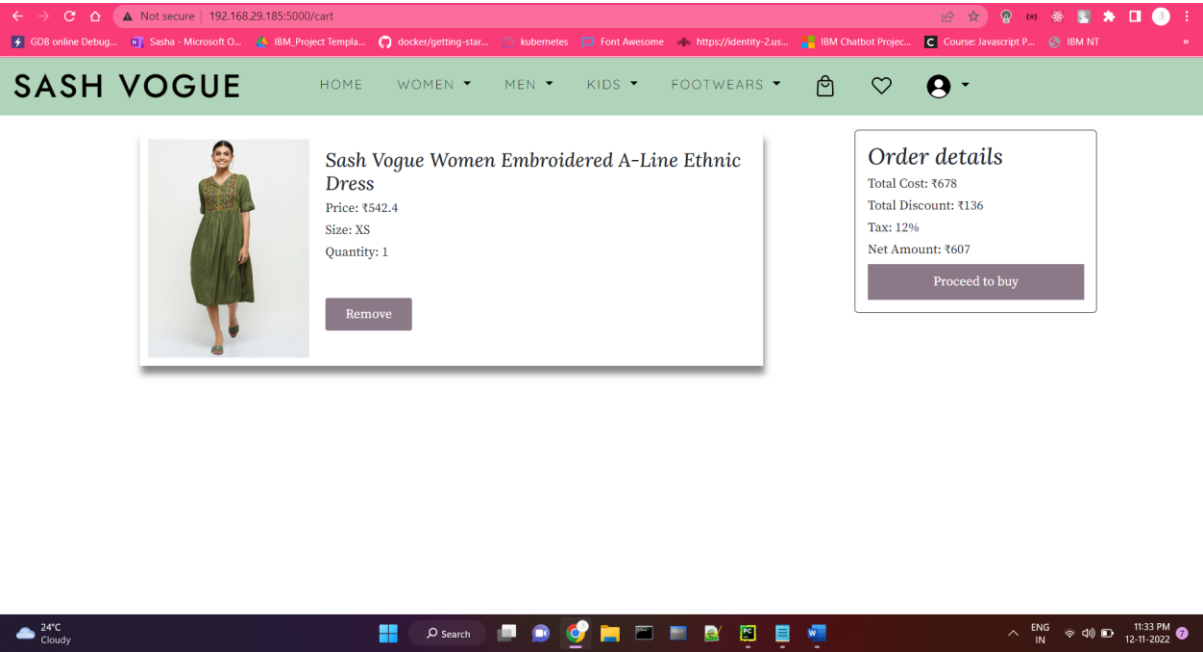 Not secure | 192.168.29.185:5000/cart
GDB online Debug... Sasha - Microsoft O... IBM_Project Templa... docker/getting-star... kubernetes Font Awesome https://identity-2.us... IBM Chatbot Projec... Course: Javascript P... IBM NT »
SASH VOGUE HOME WOMEN MEN KIDS FOOTWEARS
Sash Vogue Women Embroidered A-Line Ethnic
Dress
Price: ₹542.4
Size: XS
Quantity: 1
Remove
Order details
Total Cost: ₹678
Total Discount: ₹136
Tax: 12%
Net Amount: ₹607
Proceed to buy
24°C
Cloudy
Search
ENG
IN
11:33 PM
12-11-2022
7